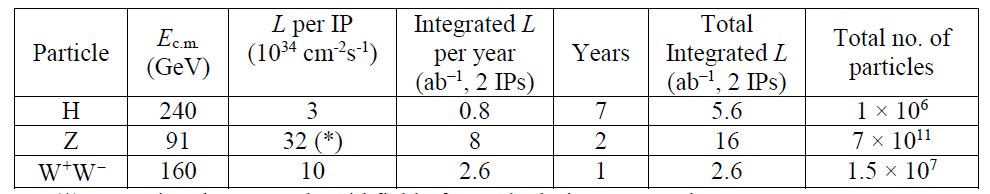 Particle E_c.m. (GeV) L per IP (10^34 cm^-2 s^-1) Integrated L per year (ab^–1, 2 IPs) Years Total Integrated L (ab^–1, 2 IPs) Total no. of particles
H 240 3 0.8 7 5.6 1 × 10^6
Z 91 32 (*) 8 2 16 7 × 10^11
W^+W^– 160 10 2.6 1 2.6 1.5 × 10^7